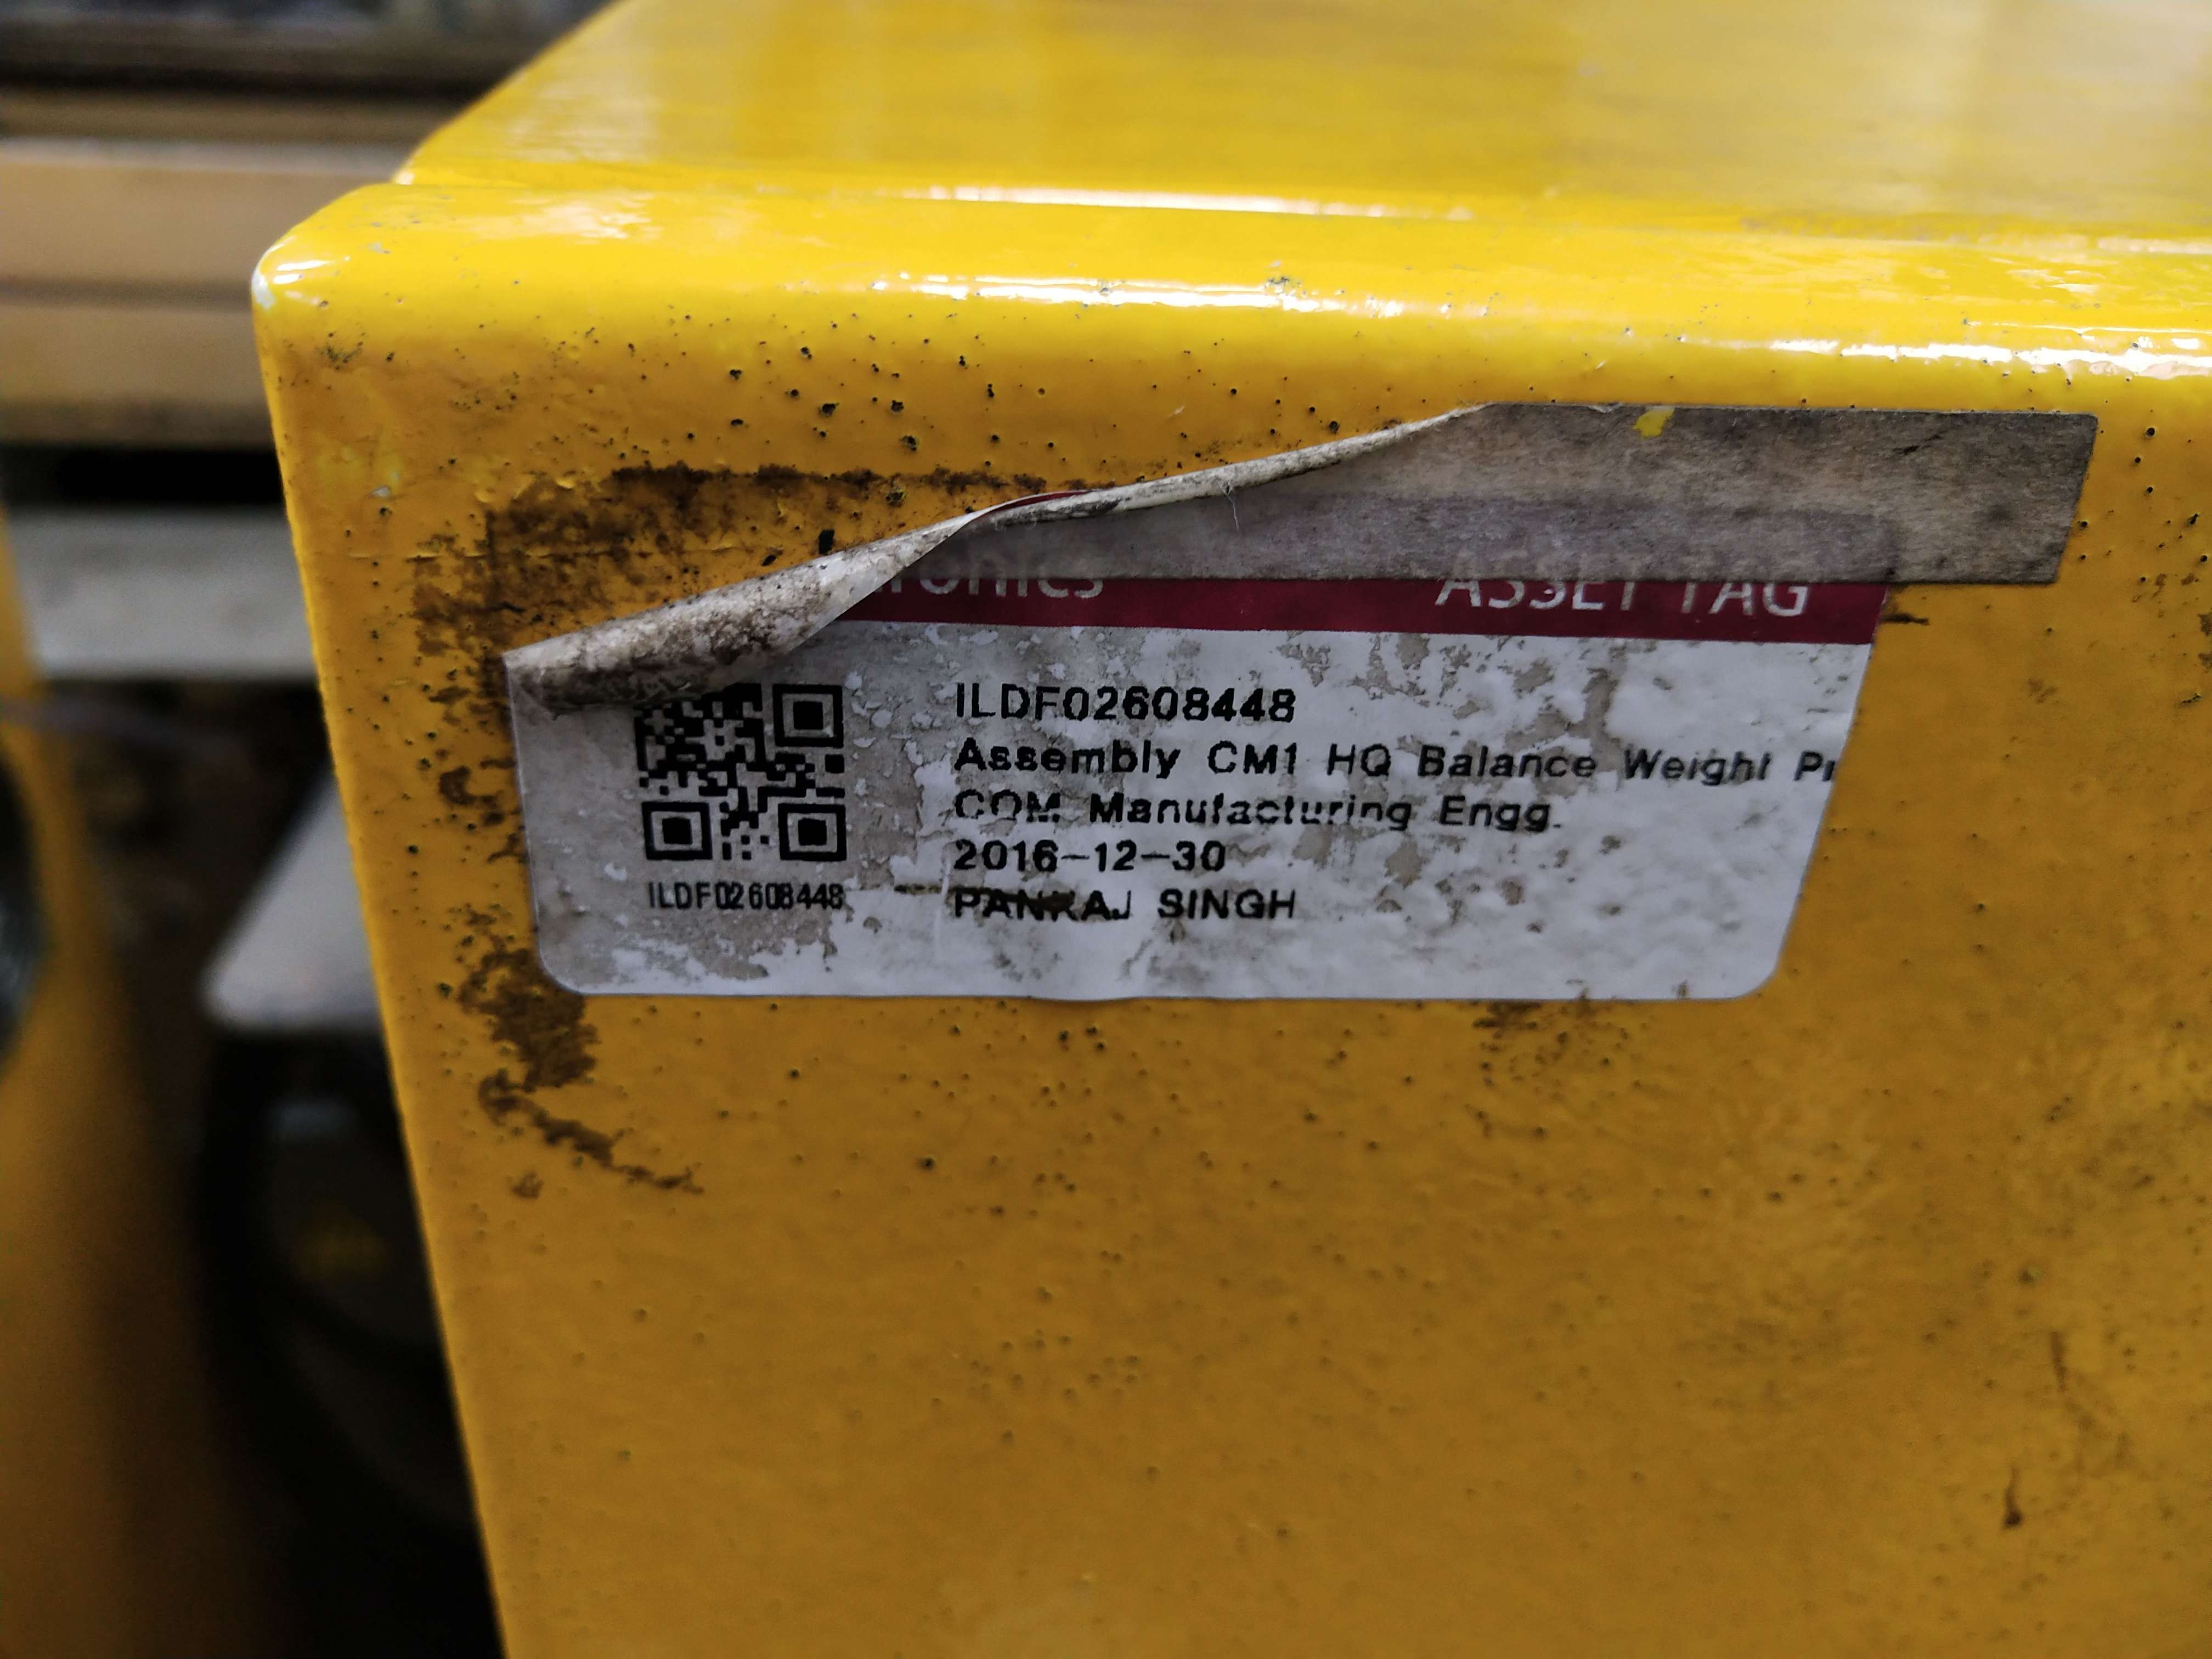 ASSET TAG
ILDF02608448
Assembly CM1 HQ Balance Weight
COM Manufacturing Engg.
2016-12-30
PANKAJ SINGH
ILDF02608448